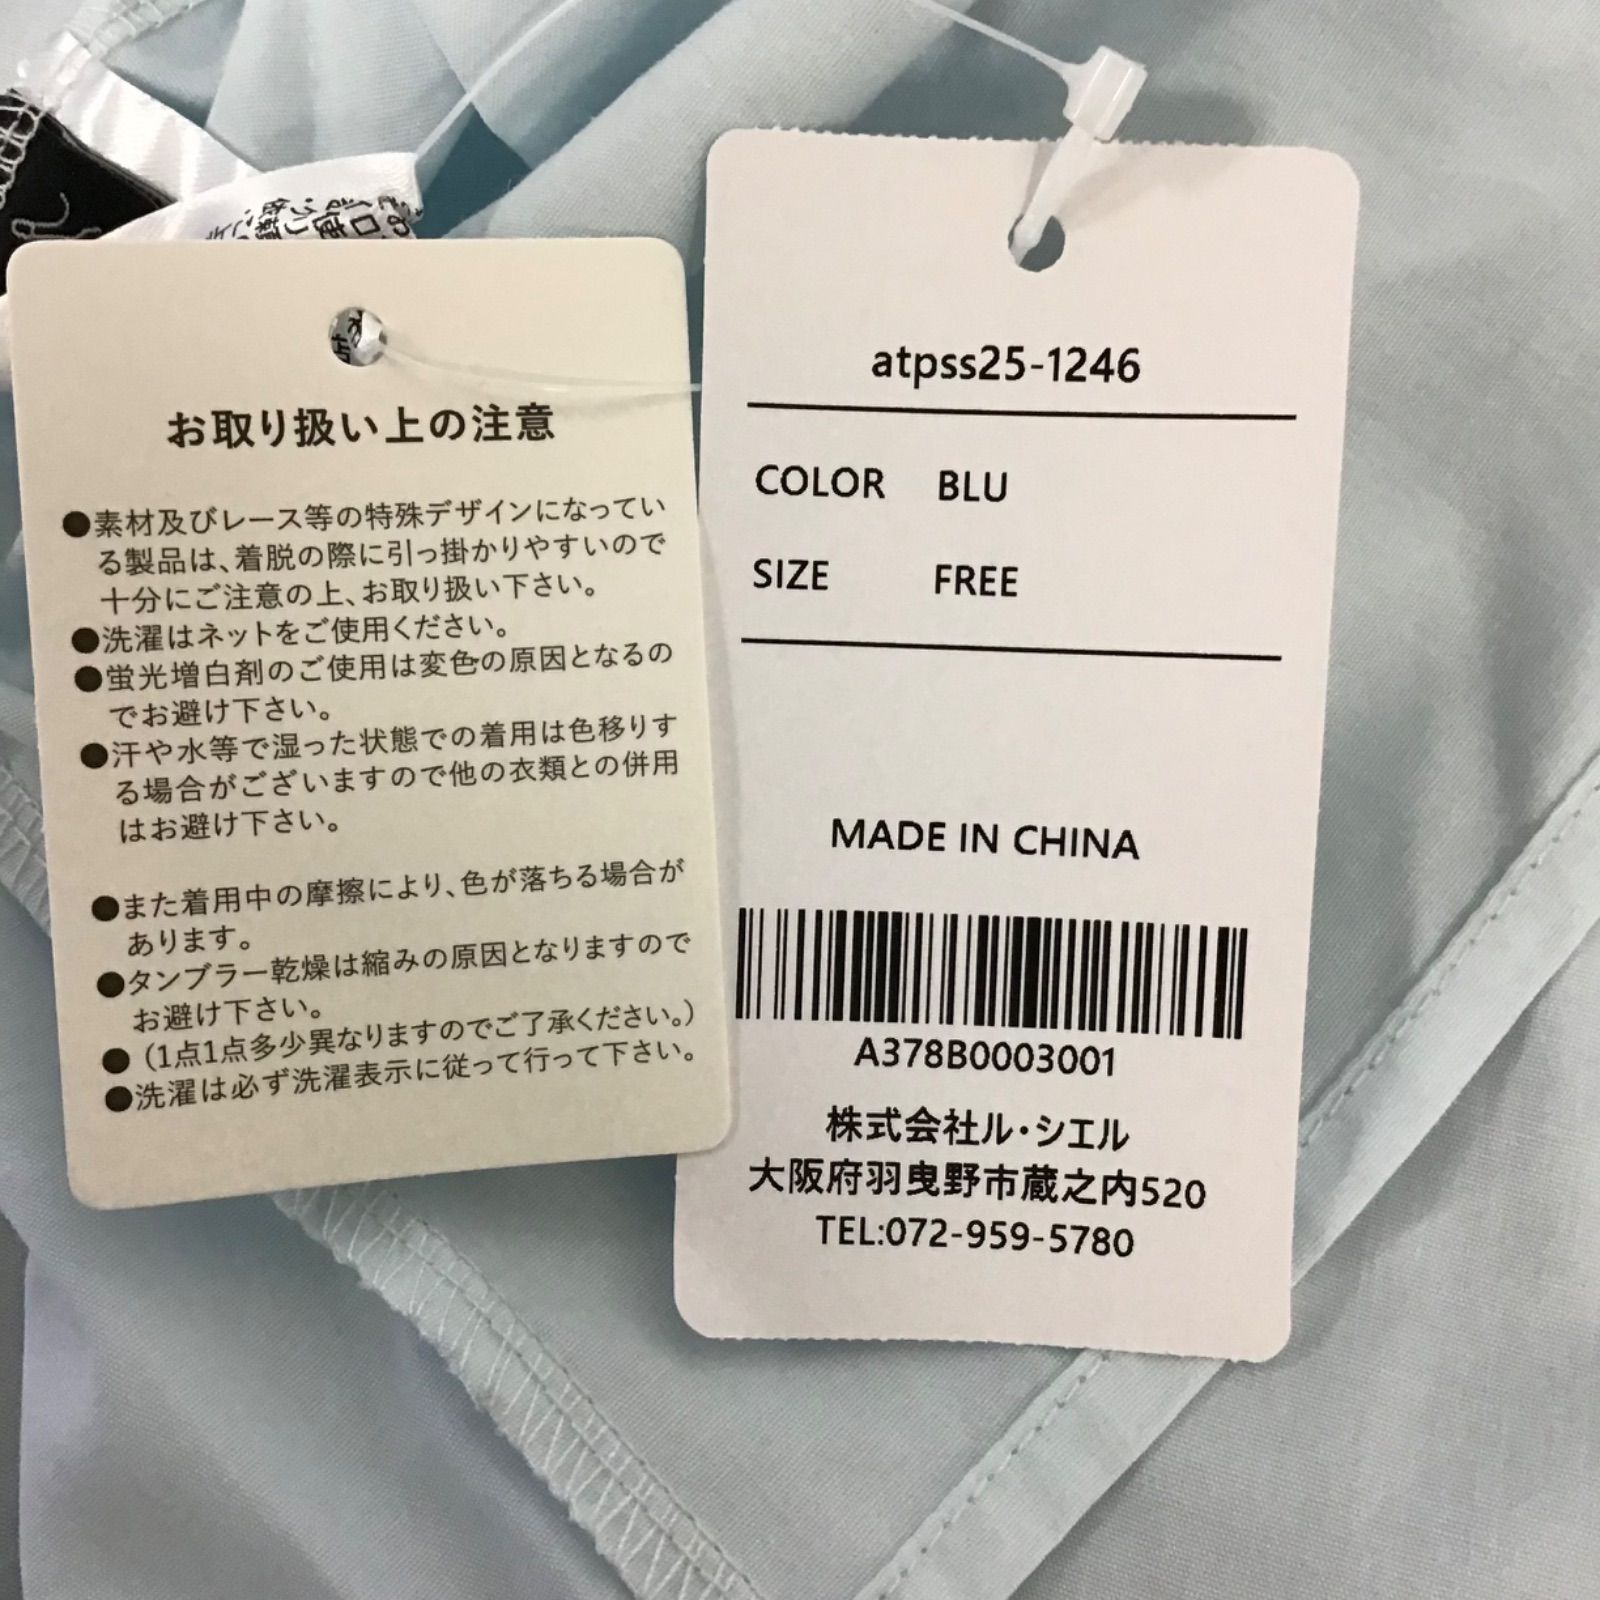 お取り扱い上の注意
●素材及びレース等の特殊デザインになってい
る製品は、着脱の際に引っ掛かりやすいので
十分にご注意の上、お取り扱い下さい。
●洗濯はネットをご使用ください。
●蛍光増白剤のご使用は変色の原因となるの
でお避け下さい。
●汗や水等で湿った状態での着用は色移りす
る場合がございますので他の衣類との併用
はお避け下さい。
●また着用中の摩擦により、色が落ちる場合が
あります。
●タンブラー乾燥は縮みの原因となりますので
お避け下さい。
●（1点1点多少異なりますのでご了承ください。）
●洗濯は必ず洗濯表示に従って行って下さい。
atpss25-1246
COLOR BLU
SIZE FREE
MADE IN CHINA
A378B0003001
株式会社ル・シエル
大阪府羽曳野市蔵之内520
TEL:072-959-5780